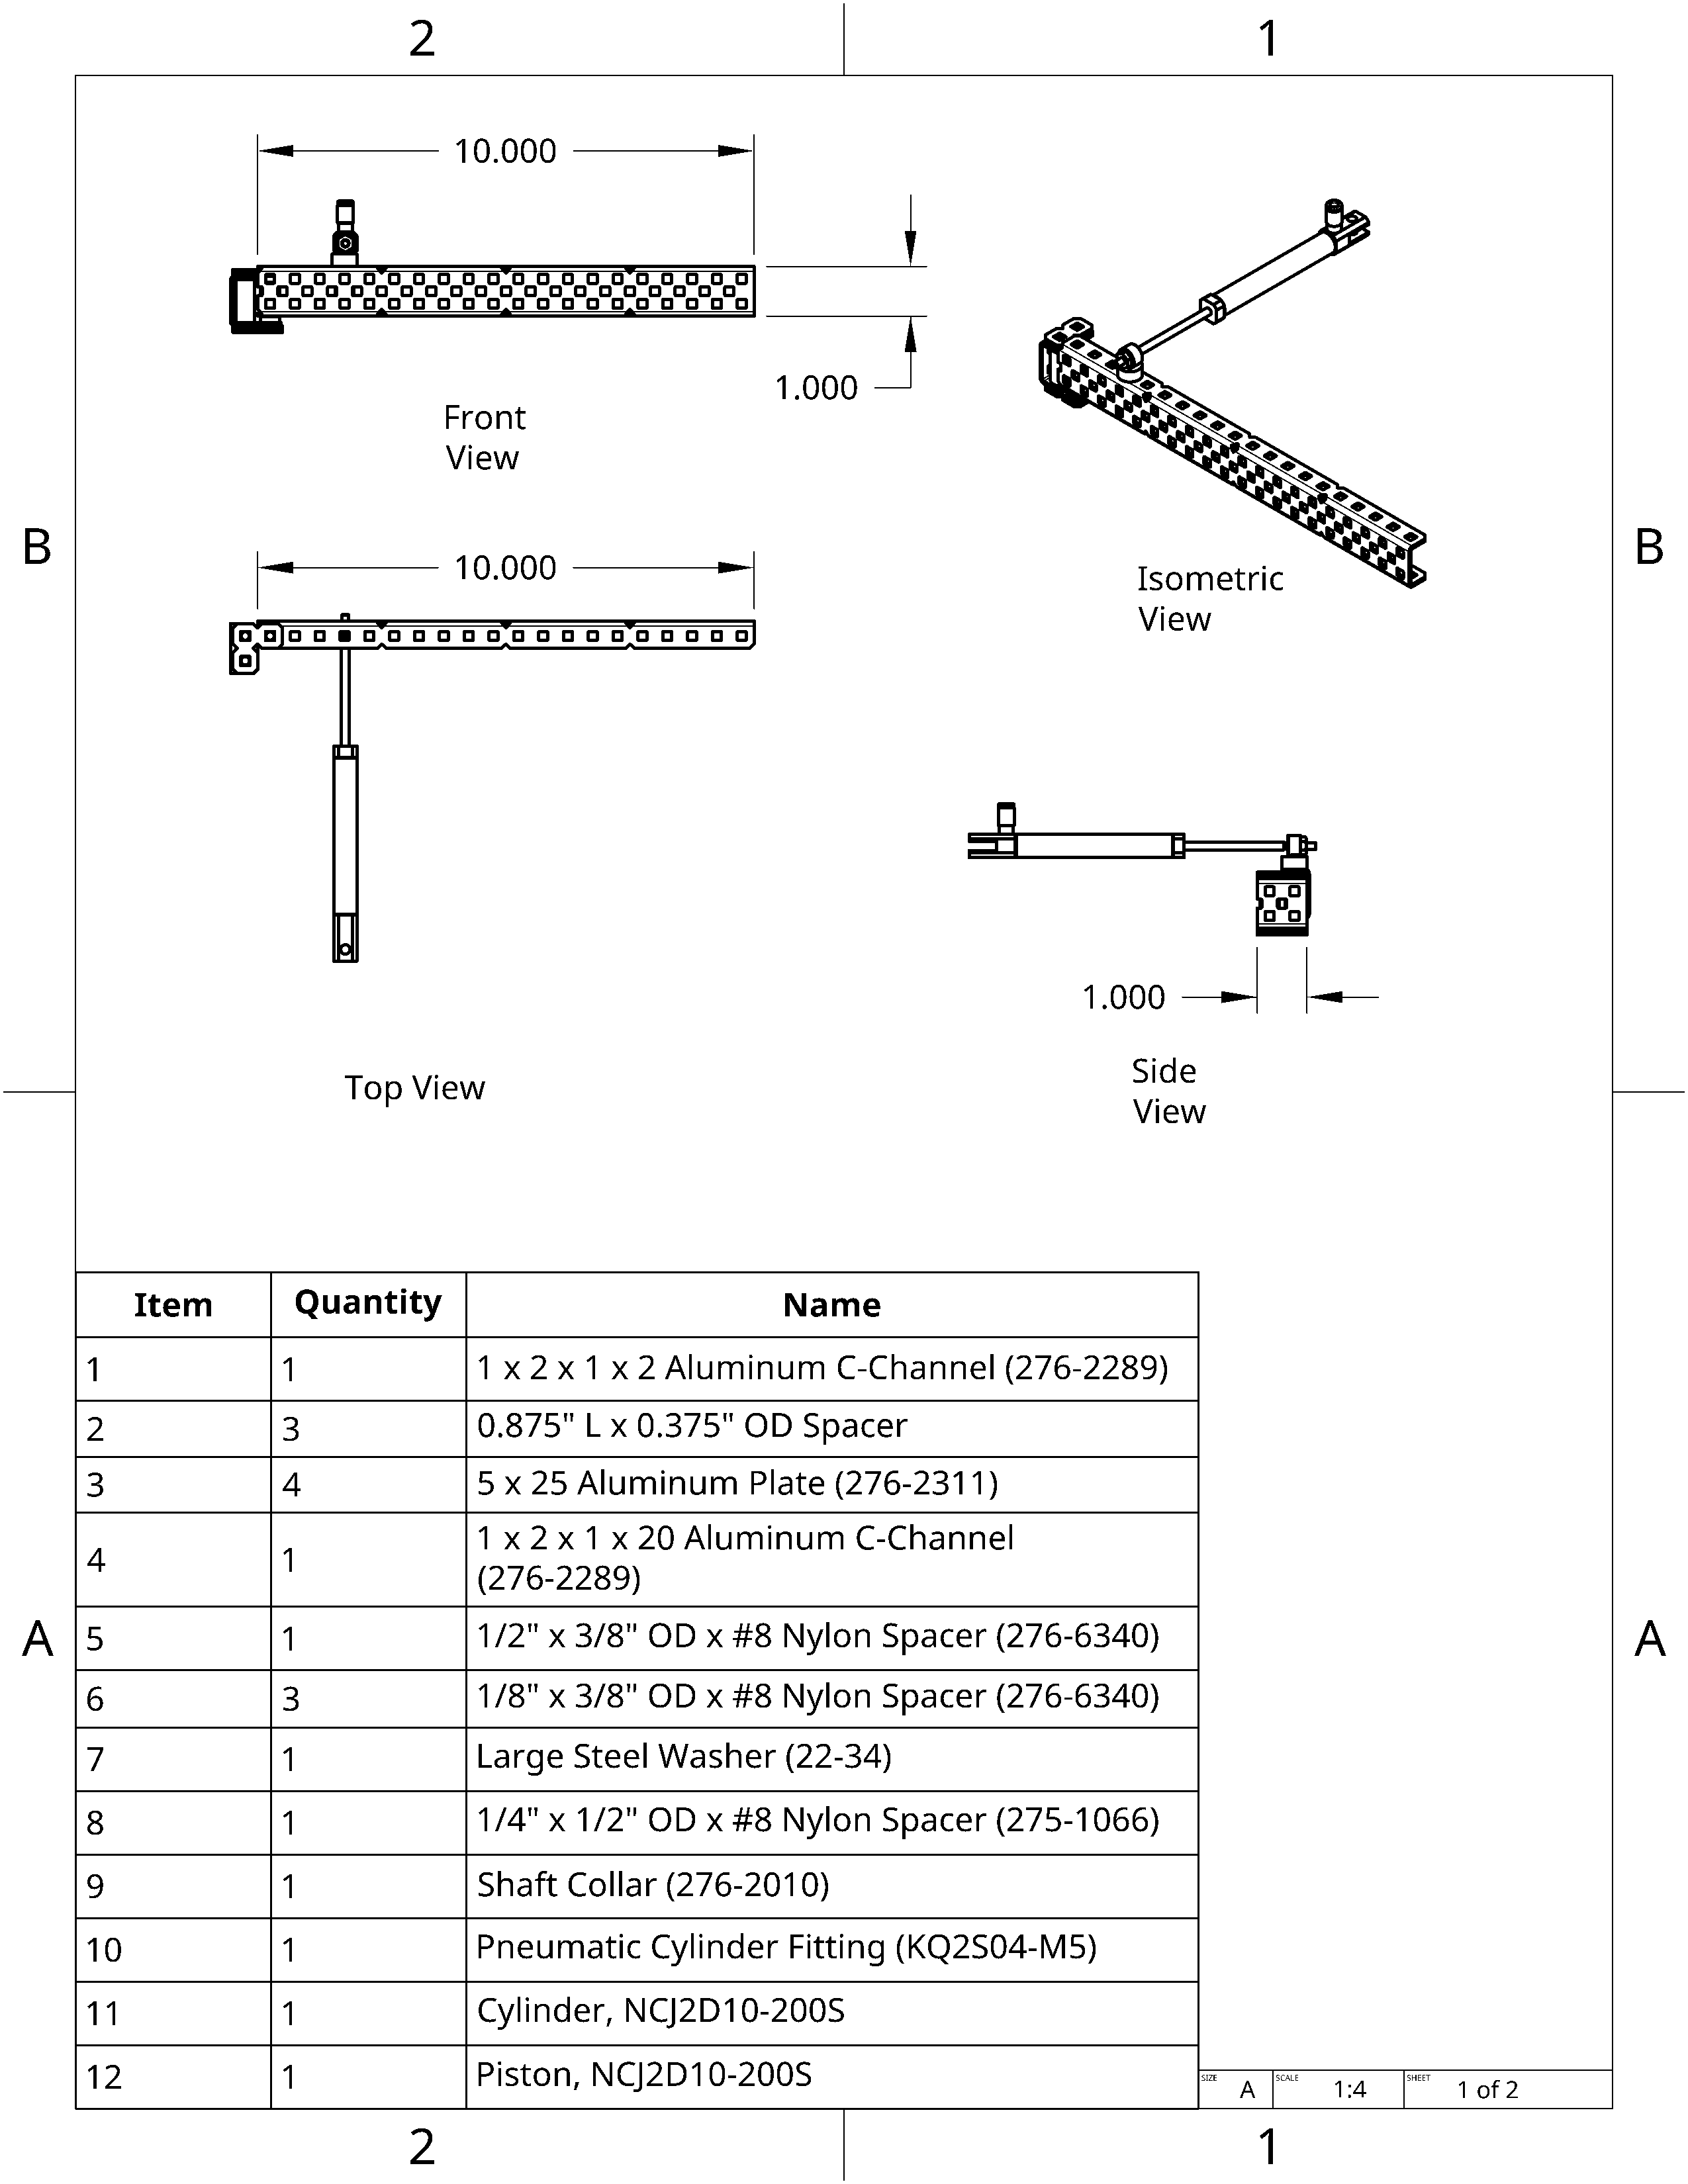 2 1
10.000
1.000
Front
View
Isometric
View
B B
10.000
1.000
Top View
Side
View
Item Quantity Name
1 1 1 x 2 x 1 x 2 Aluminum C-Channel (276-2289)
2 3 0.875" L x 0.375" OD Spacer
3 4 5 x 25 Aluminum Plate (276-2311)
4 1 1 x 2 x 1 x 20 Aluminum C-Channel
(276-2289)
A A
5 1 1/2" x 3/8" OD x #8 Nylon Spacer (276-6340)
6 3 1/8" x 3/8" OD x #8 Nylon Spacer (276-6340)
7 1 Large Steel Washer (22-34)
8 1 1/4" x 1/2" OD x #8 Nylon Spacer (275-1066)
9 1 Shaft Collar (276-2010)
10 1 Pneumatic Cylinder Fitting (KQ2S04-M5)
11 1 Cylinder, NCJ2D10-200S
12 1 Piston, NCJ2D10-200S
SIZE A SCALE 1:4 SHEET 1 of 2
2 1